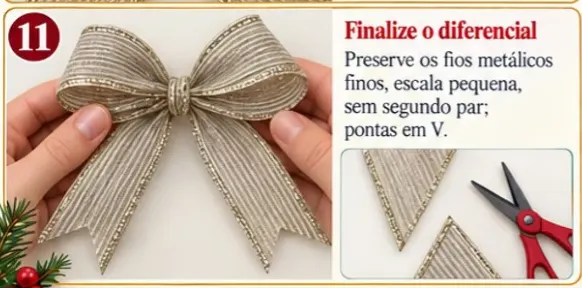 11
Finalize o diferencial
Preserve os fios metálicos
finos, escala pequena,
sem segundo par;
pontas em V.